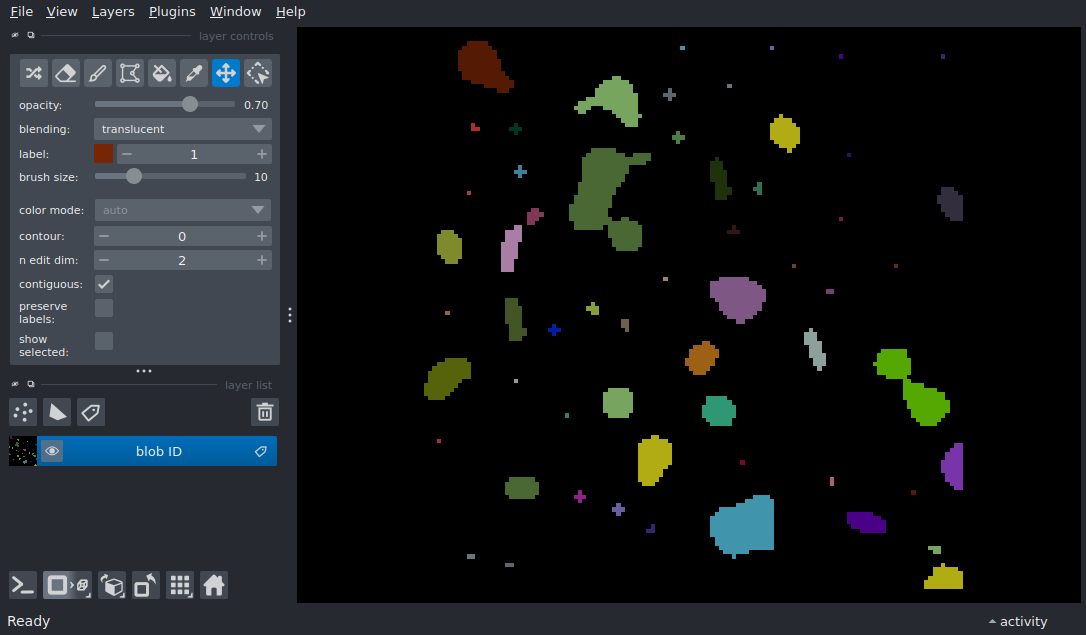 File View Layers Plugins Window Help
layer controls
opacity: 0.70
blending: translucent
label: 1
brush size: 10
color mode: auto
contour: 0
n edit dim: 2
contiguous:
preserve
labels:
show
selected:
layer list
blob ID
Ready
activity